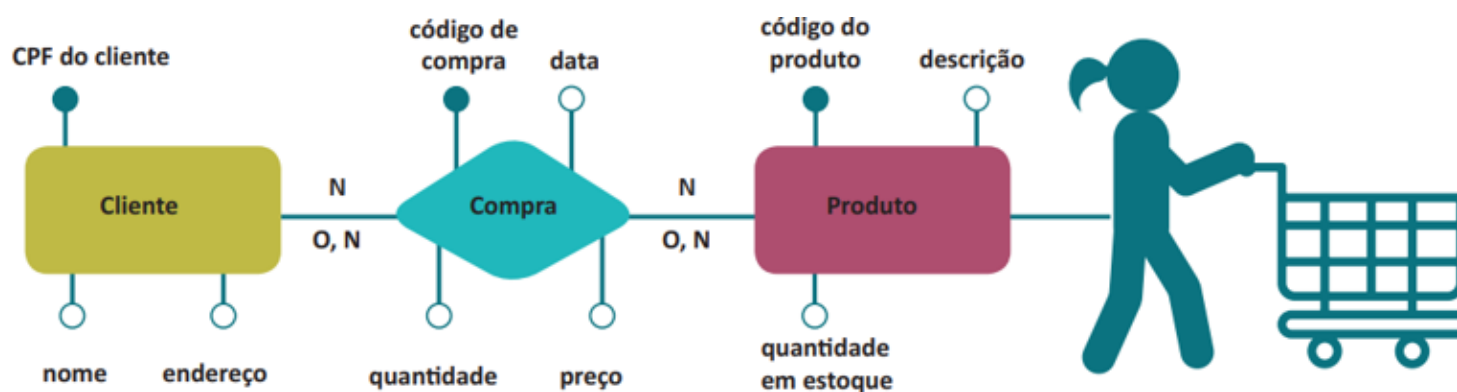 CPF do cliente
código de
compra
data
código do
produto
descrição
Cliente
N
O, N
Compra
N
O, N
Produto
nome
endereço
quantidade
preço
quantidade
em estoque